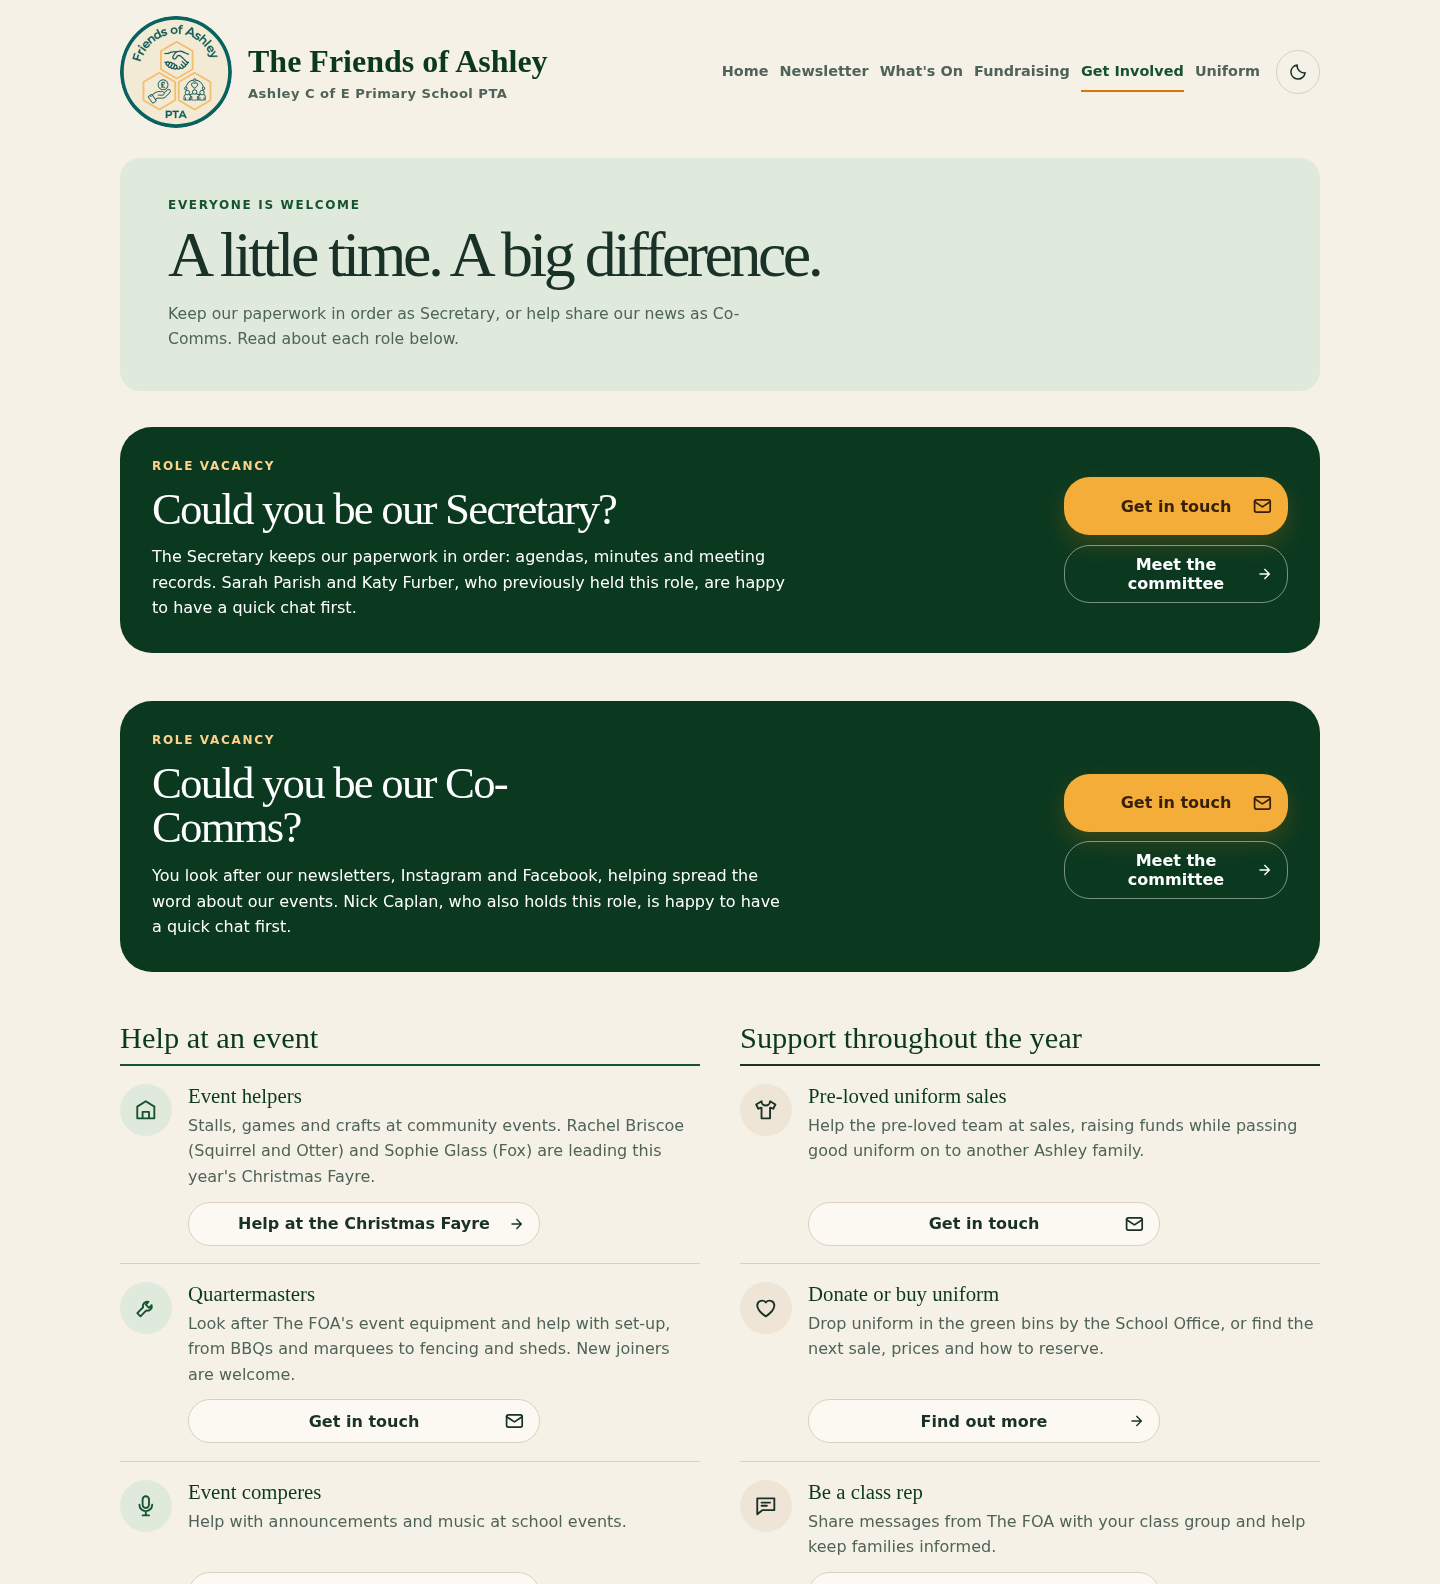 Friends of Ashley
PTA
The Friends of Ashley
Ashley C of E Primary School PTA
Home Newsletter What's On Fundraising Get Involved Uniform
EVERYONE IS WELCOME
A little time. A big difference.
Keep our paperwork in order as Secretary, or help share our news as Co-
Comms. Read about each role below.
ROLE VACANCY
Could you be our Secretary?
The Secretary keeps our paperwork in order: agendas, minutes and meeting
records. Sarah Parish and Katy Furber, who previously held this role, are happy
to have a quick chat first.
Get in touch
Meet the
committee
ROLE VACANCY
Could you be our Co-
Comms?
You look after our newsletters, Instagram and Facebook, helping spread the
word about our events. Nick Caplan, who also holds this role, is happy to have
a quick chat first.
Get in touch
Meet the
committee
Help at an event
Event helpers
Stalls, games and crafts at community events. Rachel Briscoe
(Squirrel and Otter) and Sophie Glass (Fox) are leading this
year's Christmas Fayre.
Help at the Christmas Fayre
Quartermasters
Look after The FOA's event equipment and help with set-up,
from BBQs and marquees to fencing and sheds. New joiners
are welcome.
Get in touch
Event comperes
Help with announcements and music at school events.
Support throughout the year
Pre-loved uniform sales
Help the pre-loved team at sales, raising funds while passing
good uniform on to another Ashley family.
Get in touch
Donate or buy uniform
Drop uniform in the green bins by the School Office, or find the
next sale, prices and how to reserve.
Find out more
Be a class rep
Share messages from The FOA with your class group and help
keep families informed.